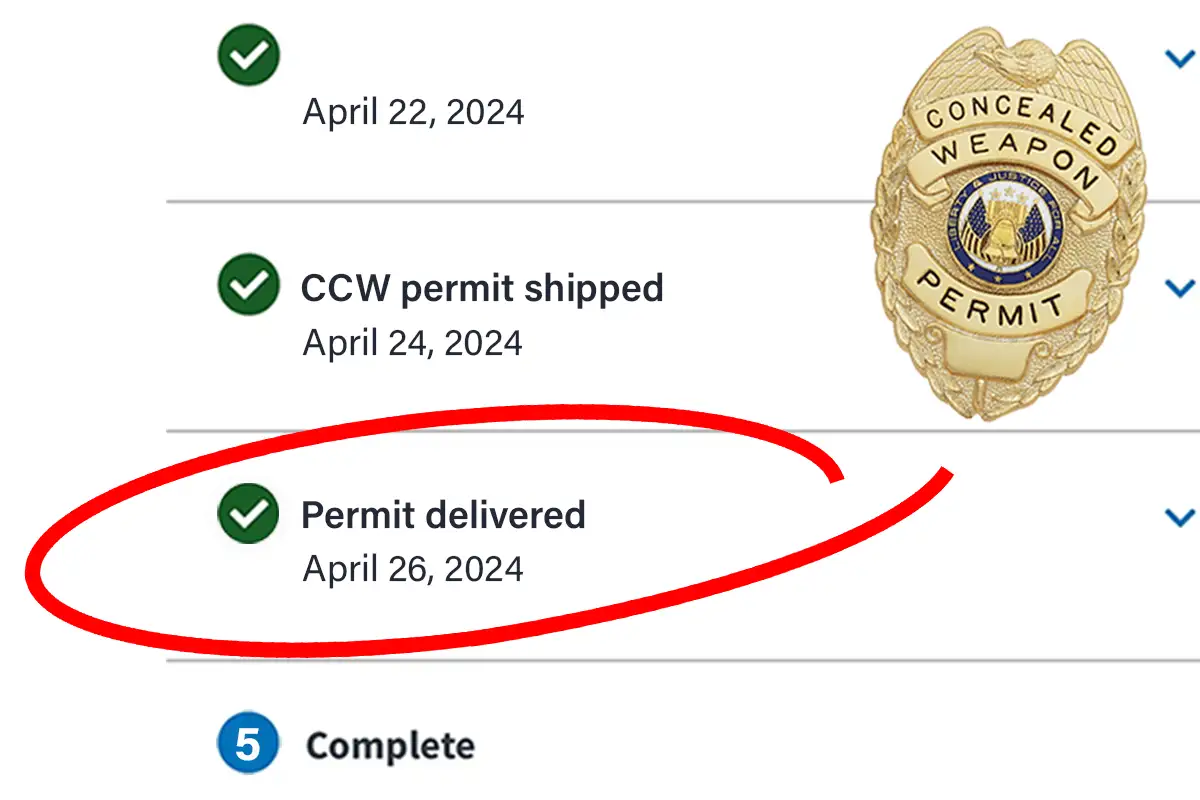 April 22, 2024
CONCEALED
WEAPON
LIBERTY & JUSTICE FOR ALL
PERMIT
CCW permit shipped
April 24, 2024
Permit delivered
April 26, 2024
5 Complete